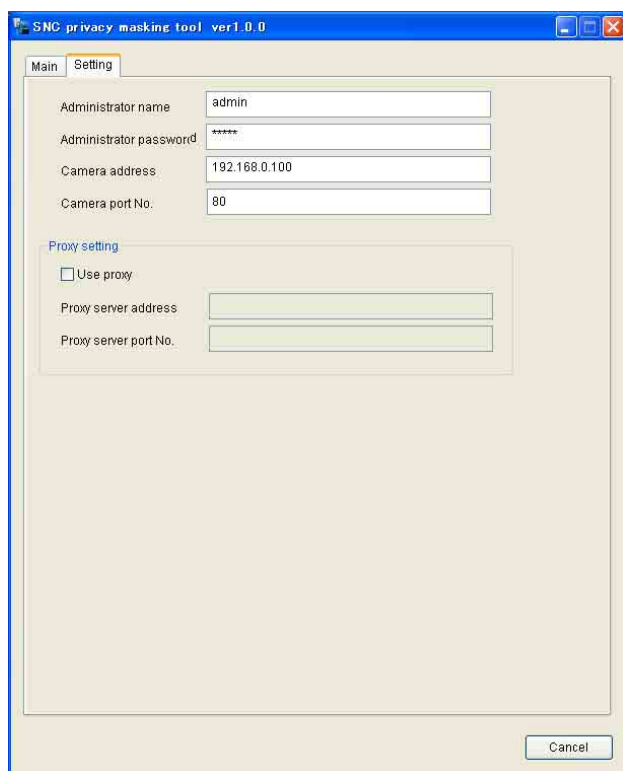 SNC privacy masking tool ver1.0.0
Main Setting
Administrator name admin
Administrator password *****
Camera address 192.168.0.100
Camera port No. 80
Proxy setting
Use proxy
Proxy server address
Proxy server port No.
Cancel